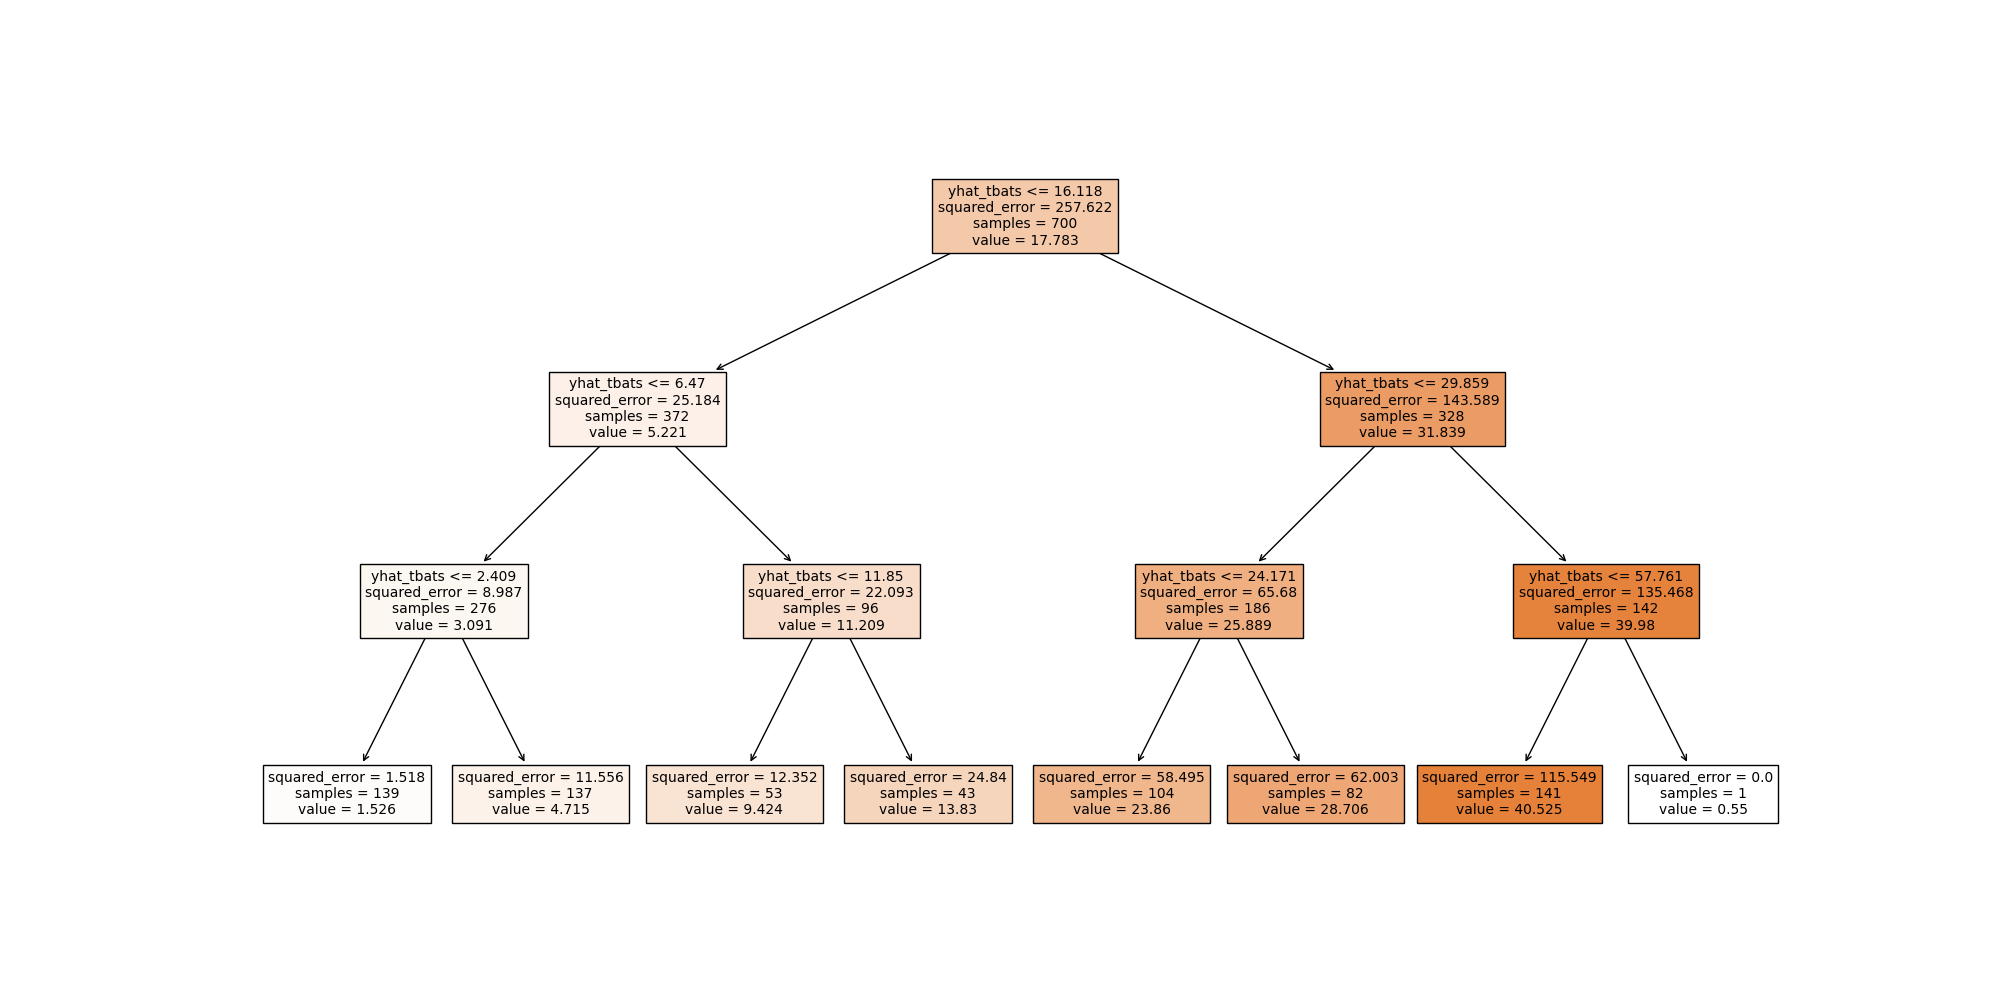 yhat_tbats <= 16.118
squared_error = 257.622
samples = 700
value = 17.783
yhat_tbats <= 6.47
squared_error = 25.184
samples = 372
value = 5.221
yhat_tbats <= 29.859
squared_error = 143.589
samples = 328
value = 31.839
yhat_tbats <= 2.409
squared_error = 8.987
samples = 276
value = 3.091
yhat_tbats <= 11.85
squared_error = 22.093
samples = 96
value = 11.209
yhat_tbats <= 24.171
squared_error = 65.68
samples = 186
value = 25.889
yhat_tbats <= 57.761
squared_error = 135.468
samples = 142
value = 39.98
squared_error = 1.518
samples = 139
value = 1.526
squared_error = 11.556
samples = 137
value = 4.715
squared_error = 12.352
samples = 53
value = 9.424
squared_error = 24.84
samples = 43
value = 13.83
squared_error = 58.495
samples = 104
value = 23.86
squared_error = 62.003
samples = 82
value = 28.706
squared_error = 115.549
samples = 141
value = 40.525
squared_error = 0.0
samples = 1
value = 0.55